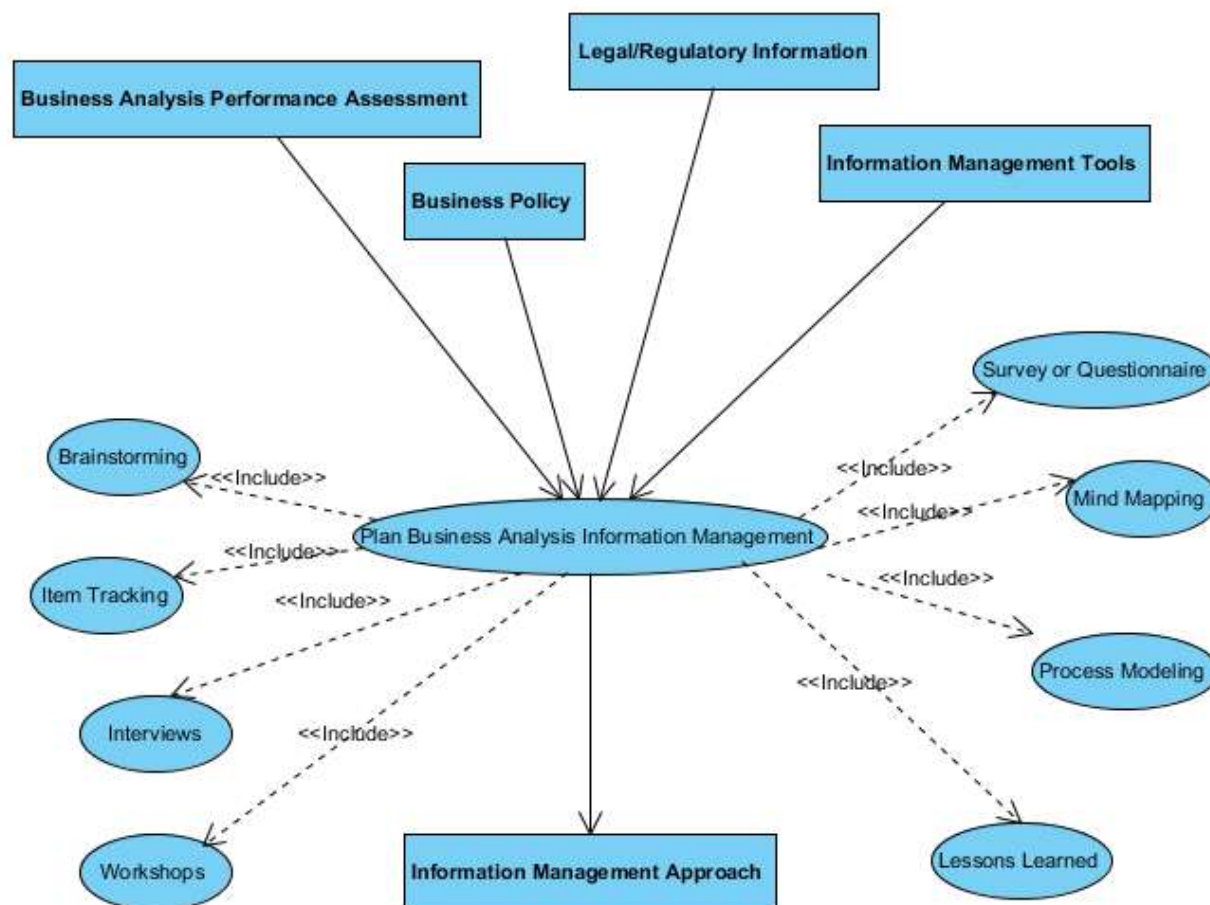 Legal/Regulatory Information
Business Analysis Performance Assessment
Information Management Tools
Business Policy
Survey or Questionnaire
Brainstorming
<<Include>>
<<Include>>
Mind Mapping
<<Include>>
Plan Business Analysis Information Management
<<Include>>
Item Tracking
<<Include>>
<<Include>>
<<Include>>
Process Modeling
<<Include>>
Interviews
<<Include>>
Lessons Learned
Workshops
Information Management Approach